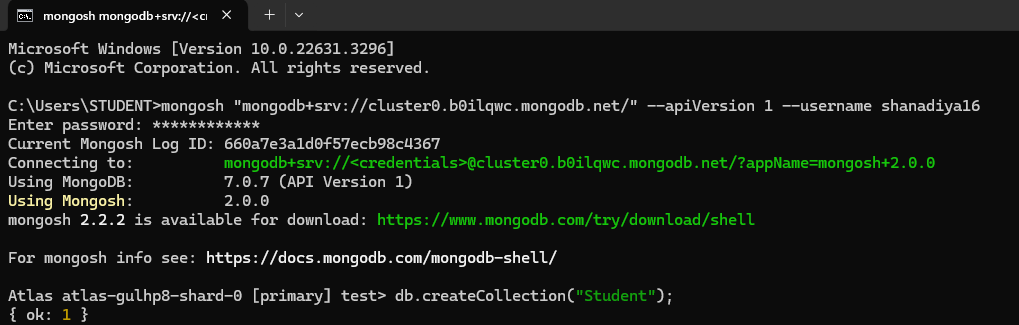 mongosh mongodb+srv://<cr
Microsoft Windows [Version 10.0.22631.3296]
(c) Microsoft Corporation. All rights reserved.
C:\Users\STUDENT>mongosh "mongodb+srv://cluster0.b0ilqwc.mongodb.net/" --apiVersion 1 --username shanadiya16
Enter password: ************
Current Mongosh Log ID: 660a7e3a1d0f57ecb98c4367
Connecting to:          mongodb+srv://<credentials>@cluster0.b0ilqwc.mongodb.net/?appName=mongosh+2.0.0
Using MongoDB:          7.0.7 (API Version 1)
Using Mongosh:          2.0.0
mongosh 2.2.2 is available for download: https://www.mongodb.com/try/download/shell
For mongosh info see: https://docs.mongodb.com/mongodb-shell/
Atlas atlas-gulhp8-shard-0 [primary] test> db.createCollection("Student");
{ ok: 1 }